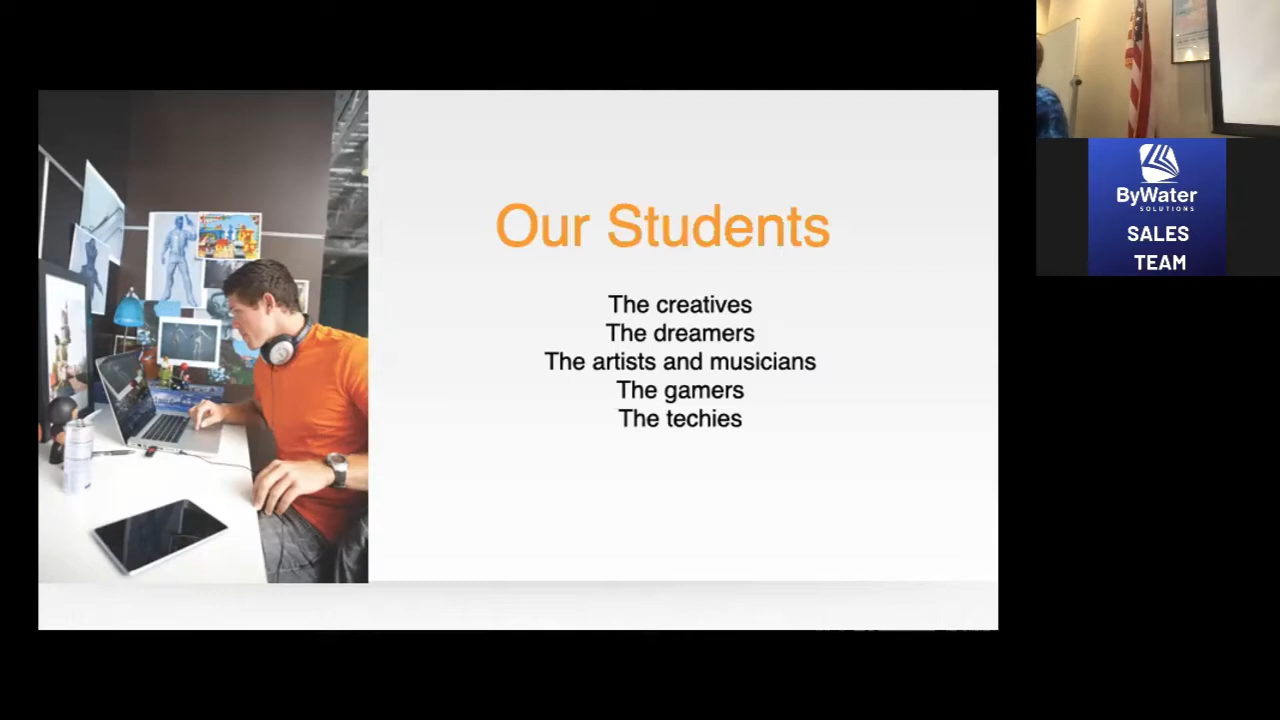 Our Students
The creatives
The dreamers
The artists and musicians
The gamers
The techies
ByWater
SOLUTIONS
SALES
TEAM